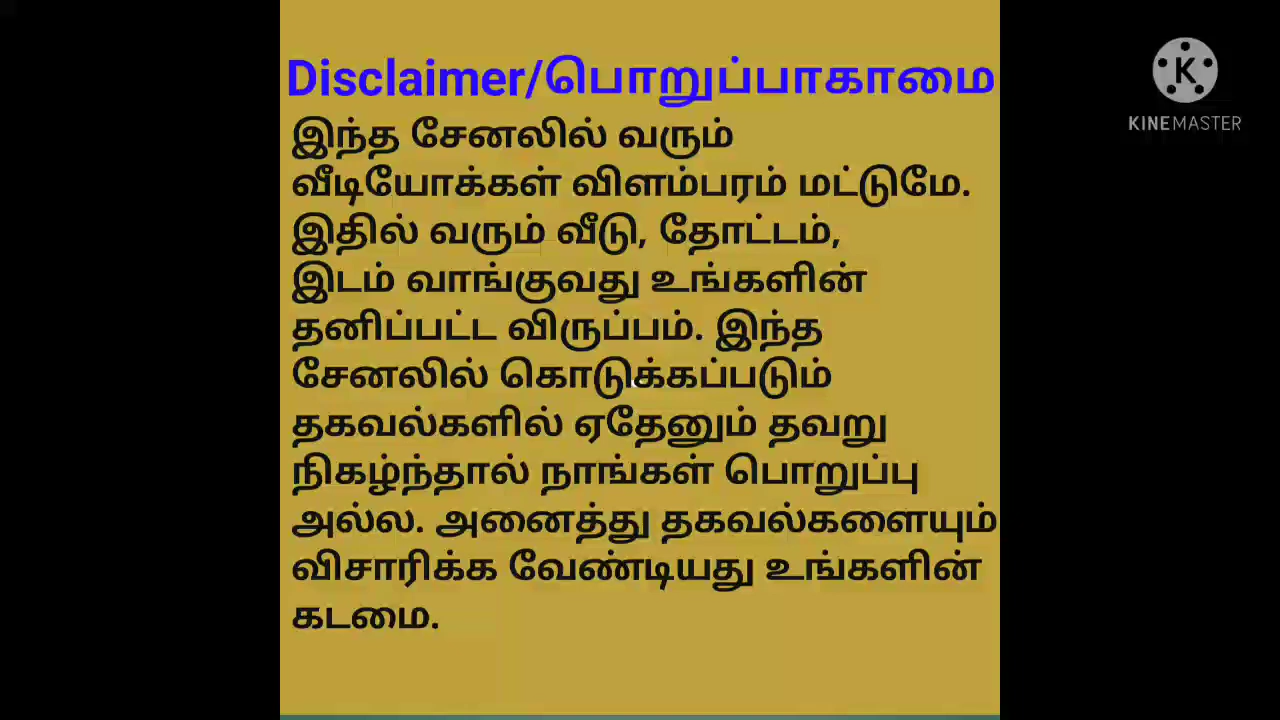 Disclaimer/பொறுப்பாகாமை
இந்த சேனலில் வரும்
வீடியோக்கள் விளம்பரம் மட்டுமே.
இதில் வரும் வீடு, தோட்டம்,
இடம் வாங்குவது உங்களின்
தனிப்பட்ட விருப்பம். இந்த
சேனலில் கொடுக்கப்படும்
தகவல்களில் ஏதேனும் தவறு
நிகழ்ந்தால் நாங்கள் பொறுப்பு
அல்ல. அனைத்து தகவல்களையும்
விசாரிக்க வேண்டியது உங்களின்
கடமை.
K
KINEMASTER